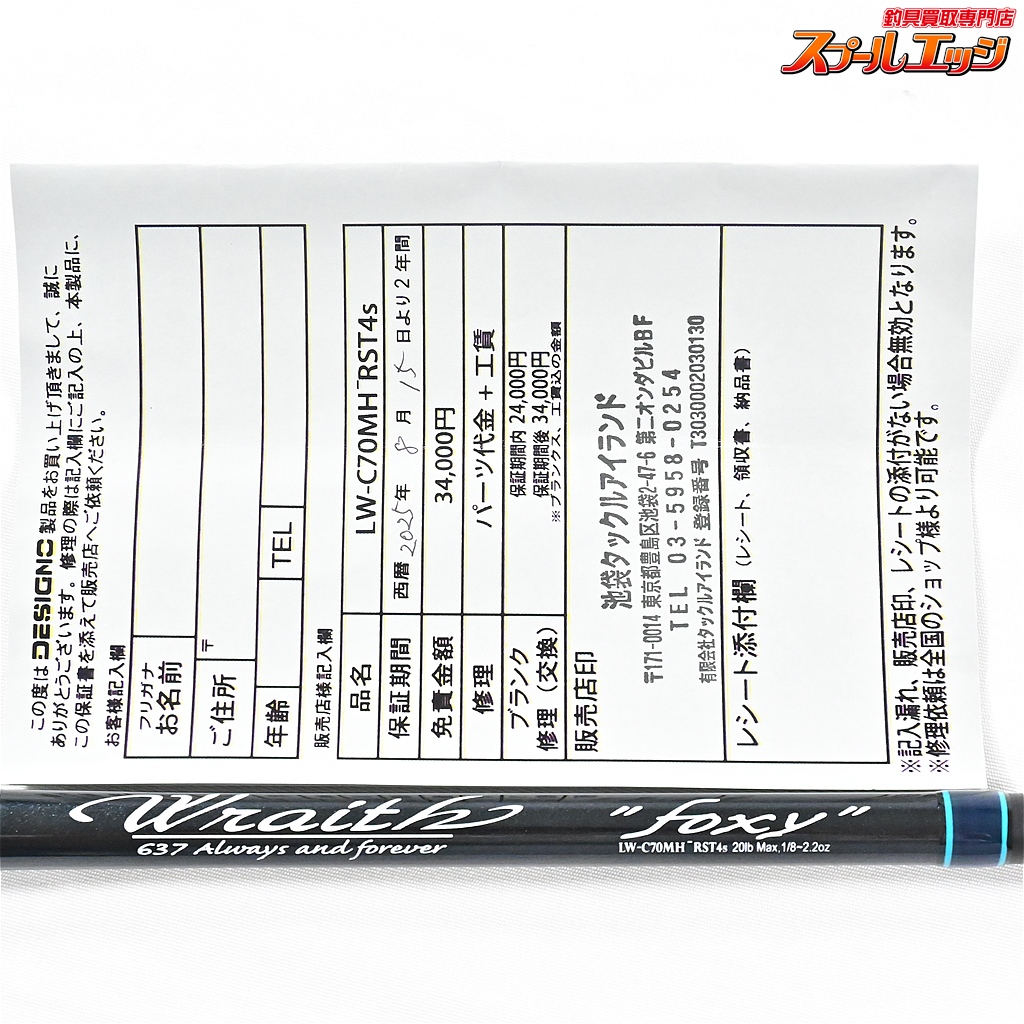 釣具買取専門店
スプールエッジ
この度は DESIGNO 製品をお買い上げ頂きまして、誠に
ありがとうございます。修理の際は記入欄にご記入の上、本製品に、
この保証書を添えて販売店へご依頼ください。
お客様記入欄
フリガナ
お名前
ご住所 〒
年齢 TEL
販売店様記入欄
品名 LW-C70MH⁻RST4s
保証期間 西暦 2025年 8月 15日より2年間
免責金額 34,000円
修理 パーツ代金 + 工賃
ブランク 保証期間内 24,000円
修理(交換) 保証期間後 34,000円
※ブランクス、工賃込の金額
販売店印
池袋タックルアイランド
〒171-0014 東京都豊島区池袋2-47-6 第二オンダビルBF
TEL 03-5958-0254
有限会社タックルアイランド 登録番号 T3030002030130
レシート添付欄(レシート、領収書、納品書)
※記入漏れ、販売店印、レシートの添付がない場合無効となります。
※修理依頼は全国のショップ様より可能です。
Wraith "foxy"
637 Always and forever
LW-C70MH⁻RST4s 20lb Max,1/8~2.2oz